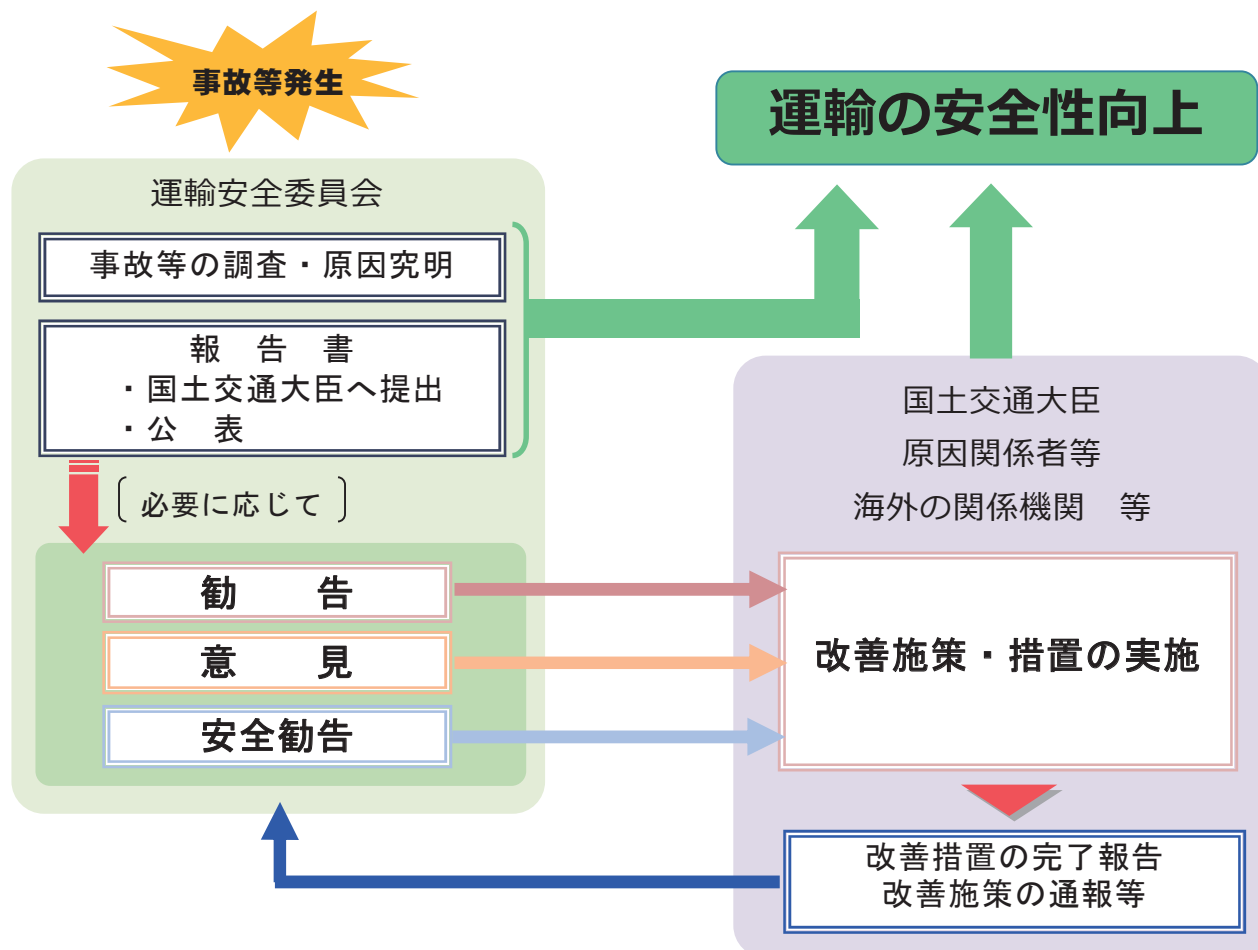 事故等発生
運輸の安全性向上
運輸安全委員会
事故等の調査・原因究明
報　告　書
・国土交通大臣へ提出
・公　表
〔 必要に応じて 〕
勧　　告
意　　見
安全勧告
国土交通大臣
原因関係者等
海外の関係機関　等
改善施策・措置の実施
改善措置の完了報告
改善施策の通報等